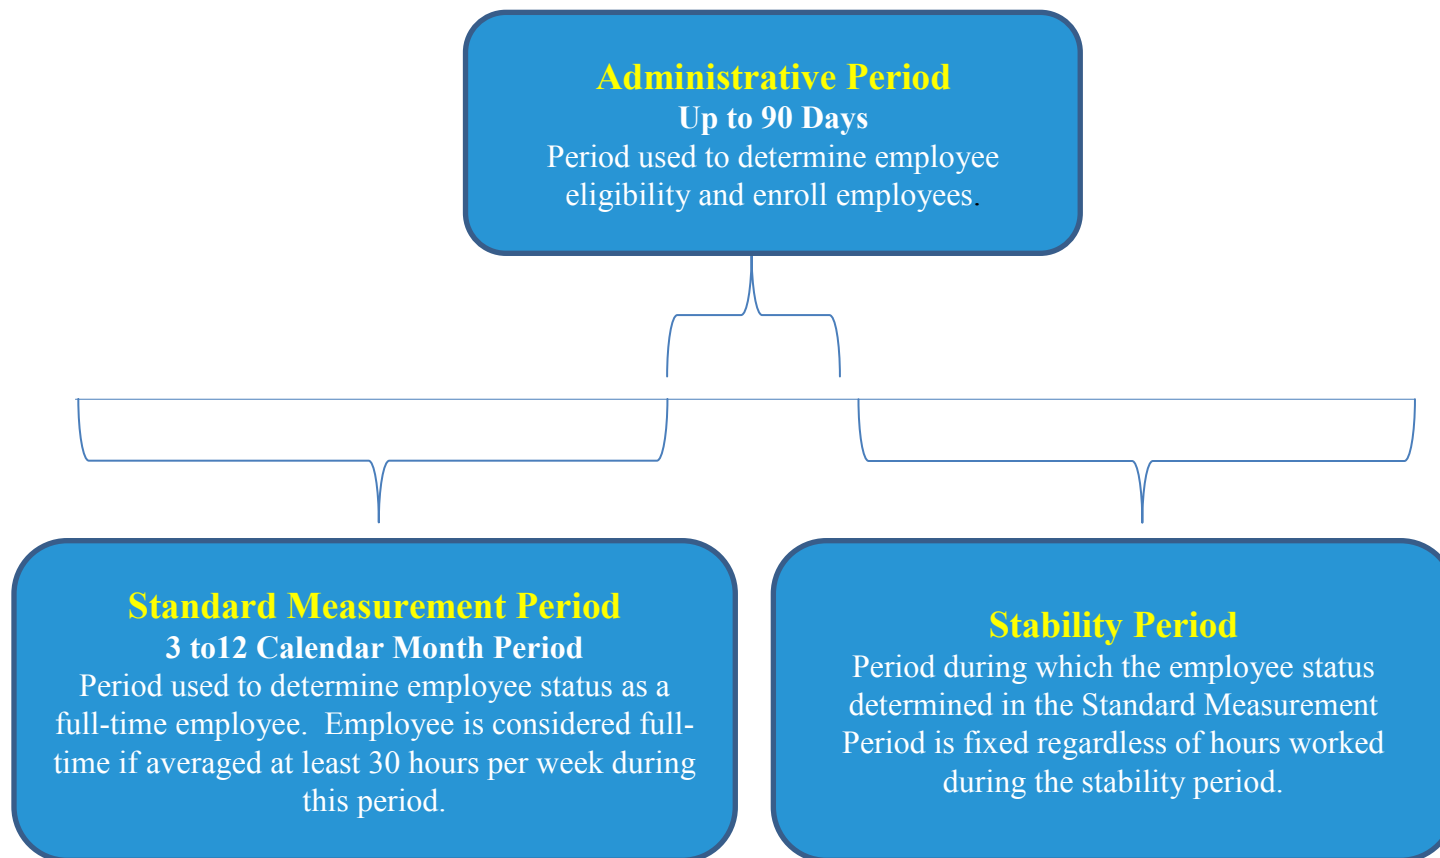 Administrative Period
Up to 90 Days
Period used to determine employee
eligibility and enroll employees.
Standard Measurement Period
3 to12 Calendar Month Period
Period used to determine employee status as a
full-time employee.  Employee is considered full-
time if averaged at least 30 hours per week during
this period.
Stability Period
Period during which the employee status
determined in the Standard Measurement
Period is fixed regardless of hours worked
during the stability period.